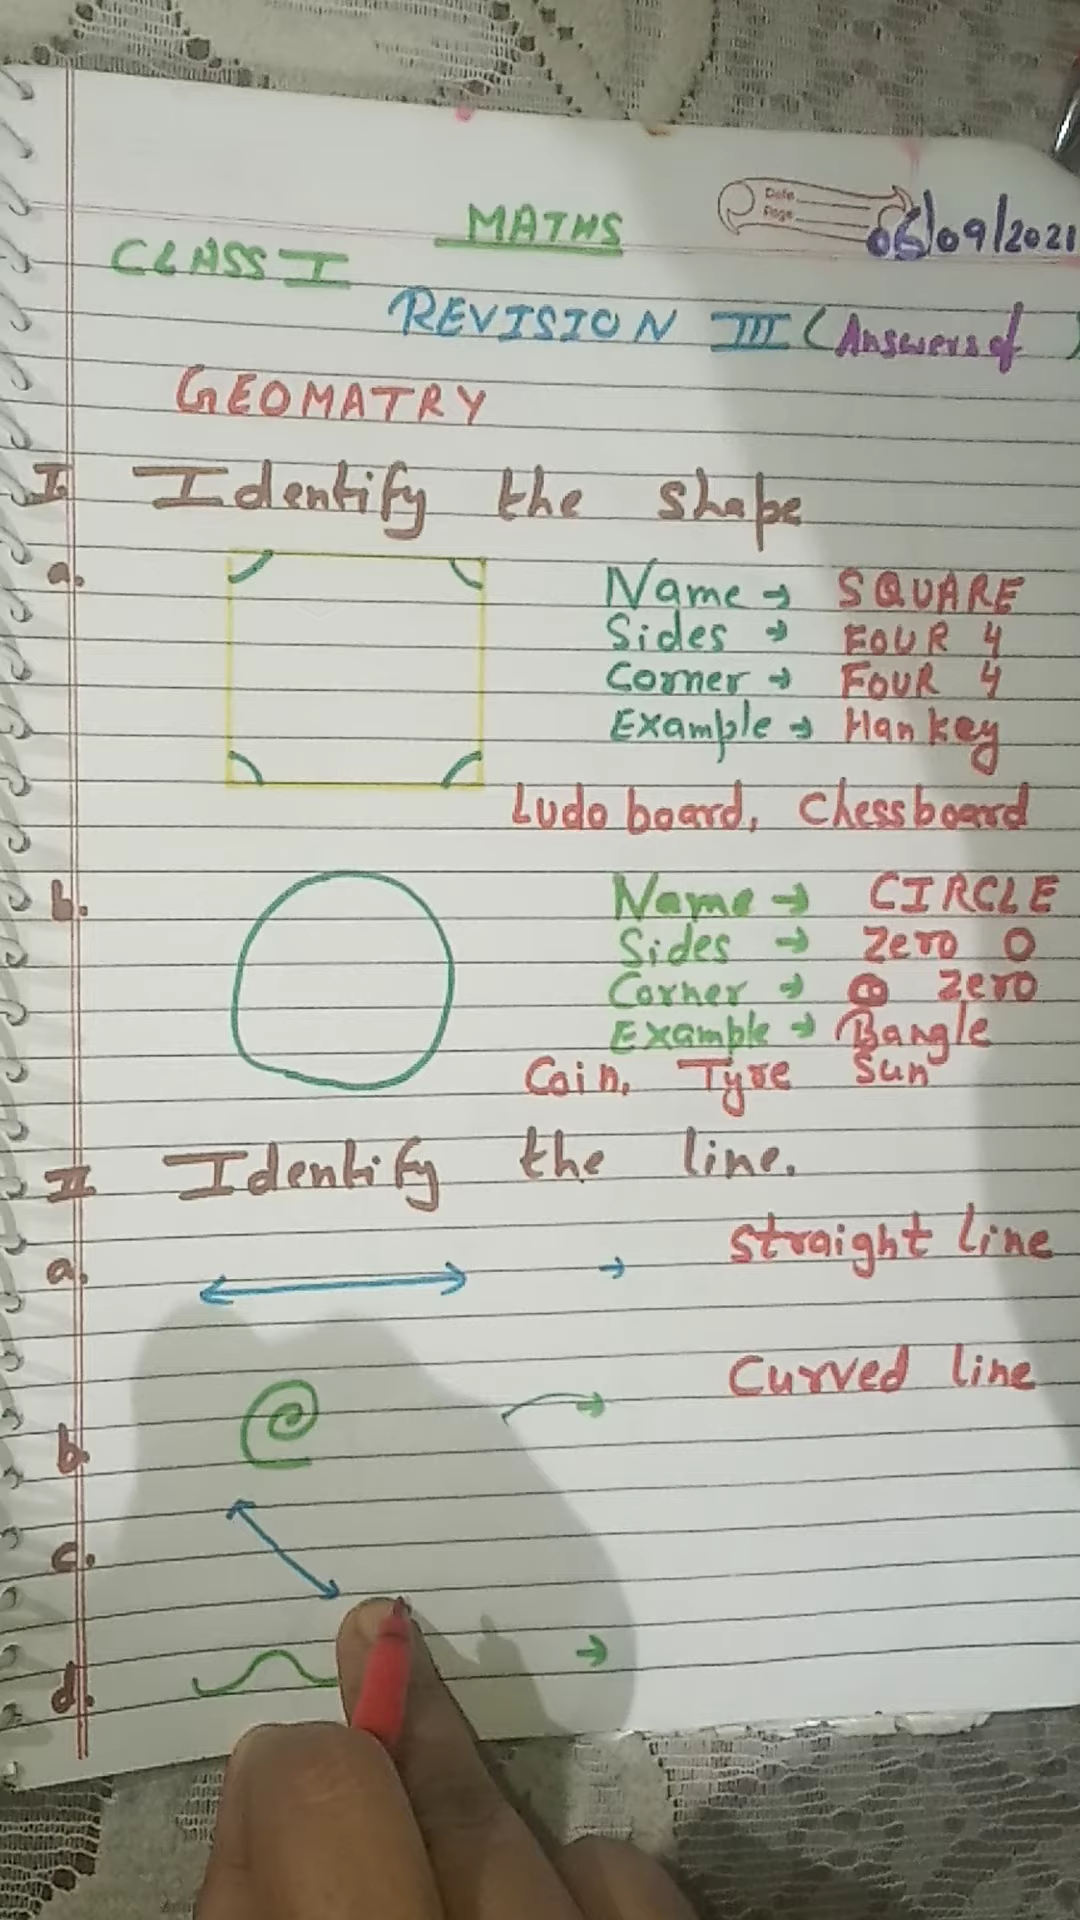 Date
Page
06/09/2021
MATHS
CLASS I
REVISION III (Answers of )
GEOMATRY
I. Identify the shape
a.
Name → SQUARE
Sides → FOUR 4
Corner → FOUR 4
Example → Hankey
Ludo board, Chessboard
b.
Name → CIRCLE
Sides → Zero 0
Corner → Zero
Example → Bangle
Coin, Tyre Sun
II Identify the line.
a. → Straight line
b. → Curved line
c.
d. →